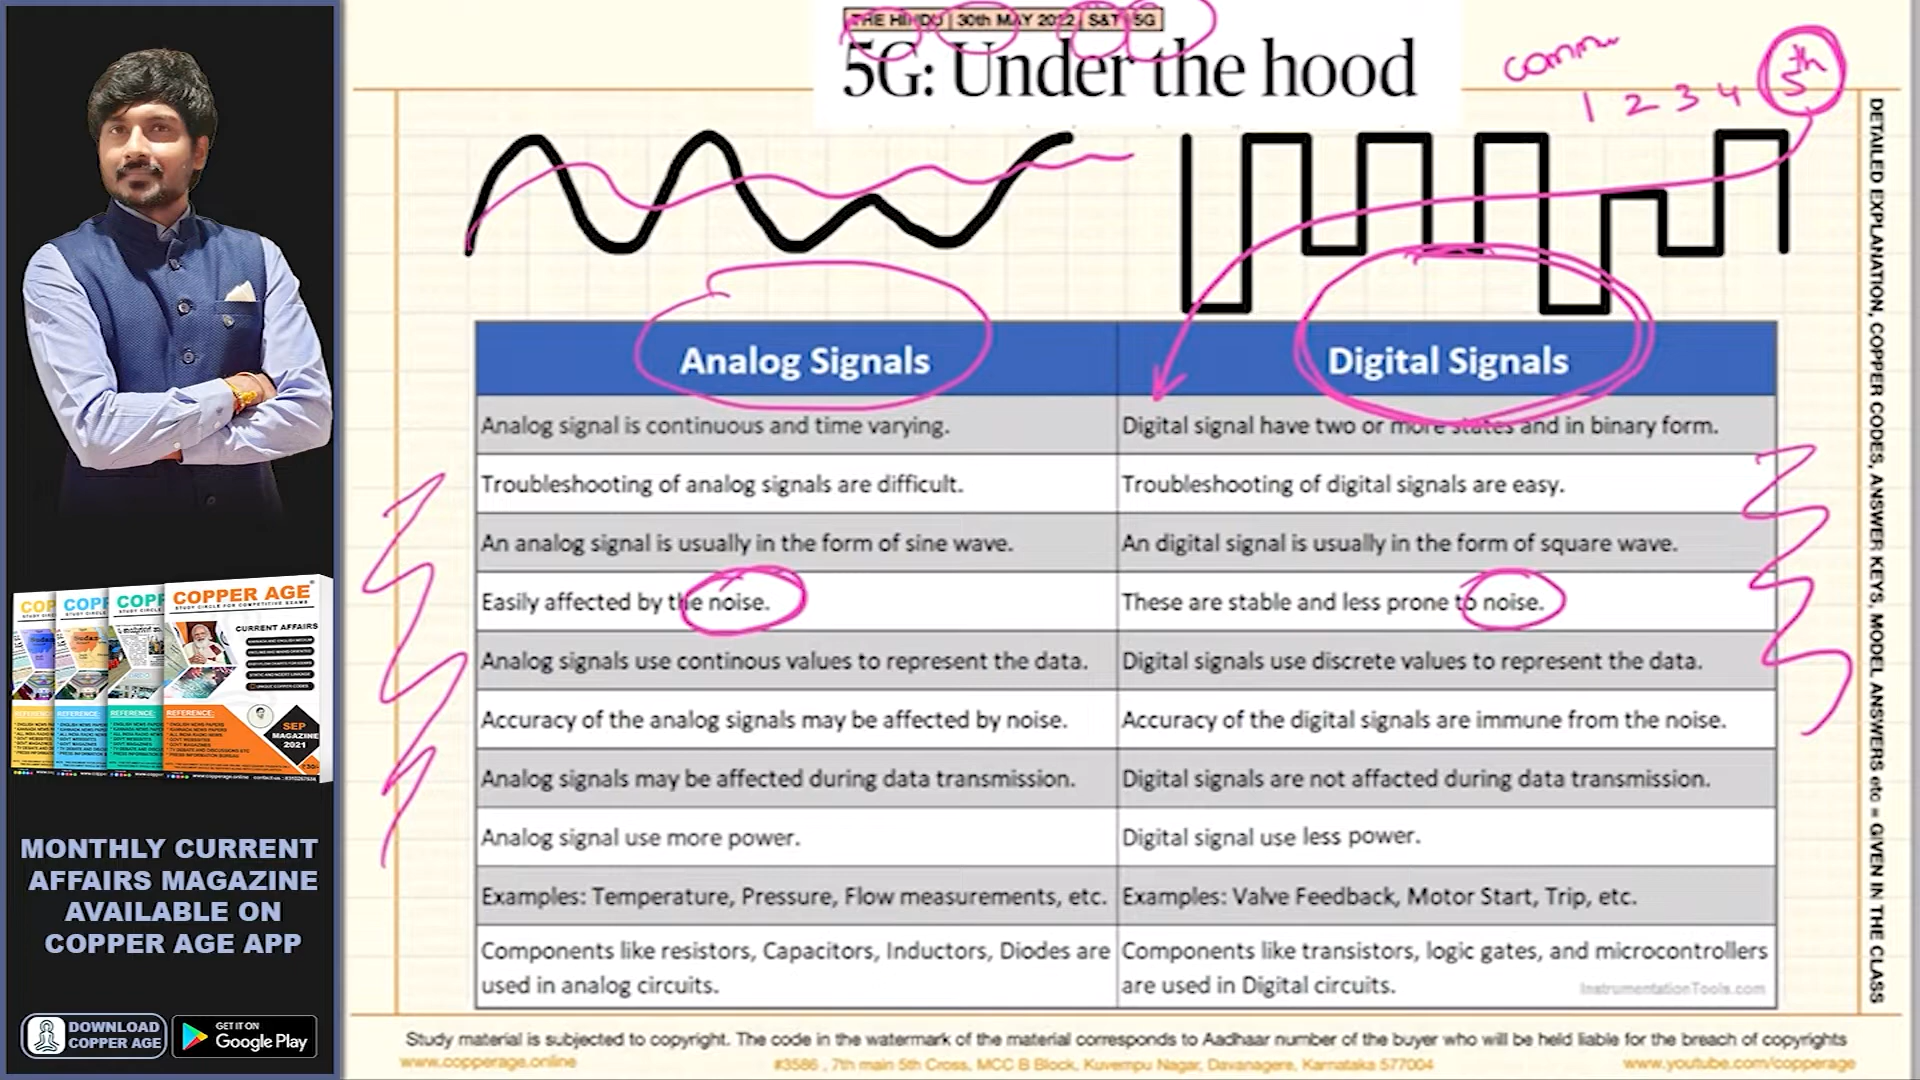 THE HINDU | 30th MAY 2022 | S&T | 5G
5G: Under the hood
1 2 3 4 5th
Analog Signals
Digital Signals
Analog signal is continuous and time varying.
Digital signal have two or more states and in binary form.
Troubleshooting of analog signals are difficult.
Troubleshooting of digital signals are easy.
An analog signal is usually in the form of sine wave.
An digital signal is usually in the form of square wave.
Easily affected by the noise.
These are stable and less prone to noise.
Analog signals use continous values to represent the data.
Digital signals use discrete values to represent the data.
Accuracy of the analog signals may be affected by noise.
Accuracy of the digital signals are immune from the noise.
Analog signals may be affected during data transmission.
Digital signals are not affacted during data transmission.
Analog signal use more power.
Digital signal use less power.
Examples: Temperature, Pressure, Flow measurements, etc.
Examples: Valve Feedback, Motor Start, Trip, etc.
Components like resistors, Capacitors, Inductors, Diodes are
used in analog circuits.
Components like transistors, logic gates, and microcontrollers
are used in Digital circuits.
InstrumentationTools.com
DETAILED EXPLANATION, COPPER CODES, ANSWER KEYS, MODEL ANSWERS etc = GIVEN IN THE CLASS
COPPER AGE
STUDY CIRCLE FOR COMPETITIVE EXAMS
CURRENT AFFAIRS
REFERENCE:
SEP
MAGAZINE
2021
MONTHLY CURRENT
AFFAIRS MAGAZINE
AVAILABLE ON
COPPER AGE APP
DOWNLOAD
COPPER AGE
GET IT ON
Google Play
Study material is subjected to copyright. The code in the watermark of the material corresponds to Aadhaar number of the buyer who will be held liable for the breach of copyrights
www.copperage.online
#3586 , 7th main 5th Cross, MCC B Block, Kuvempu Nagar, Davanagere, Karnataka 577004
www.youtube.com/copperage